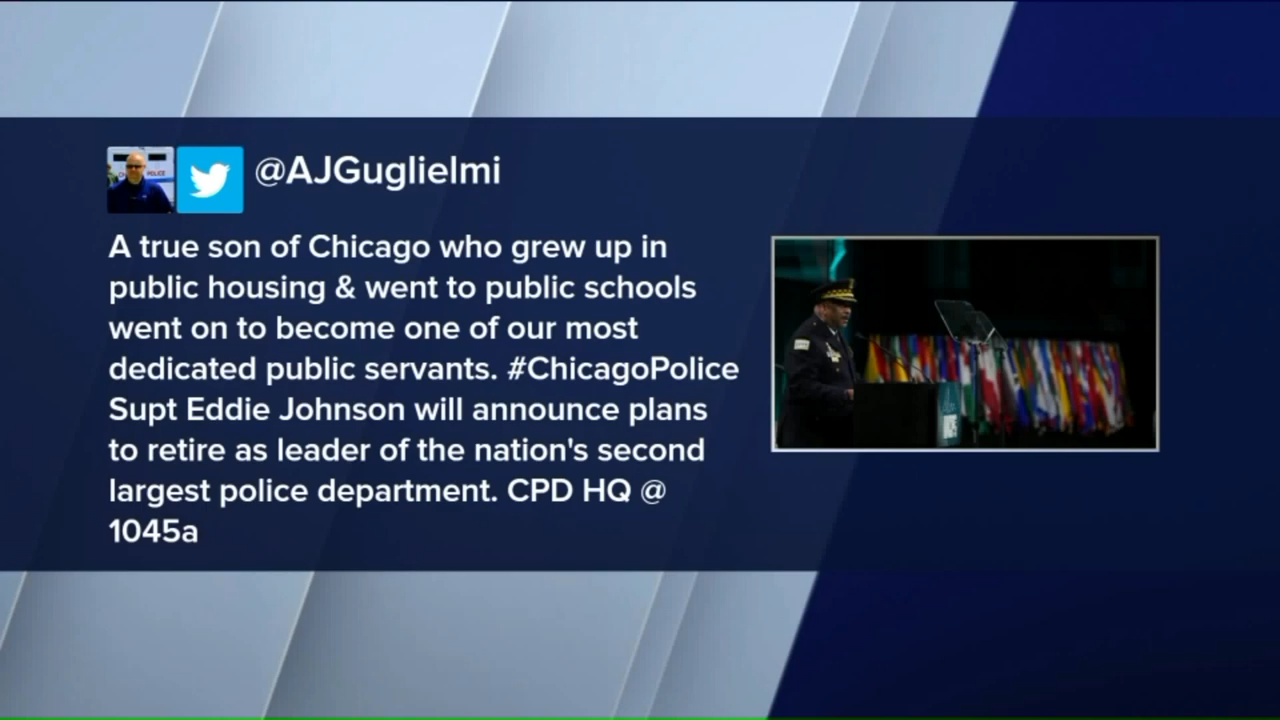 @AJGuglielmi
A true son of Chicago who grew up in
public housing & went to public schools
went on to become one of our most
dedicated public servants. #ChicagoPolice
Supt Eddie Johnson will announce plans
to retire as leader of the nation's second
largest police department. CPD HQ @
1045a